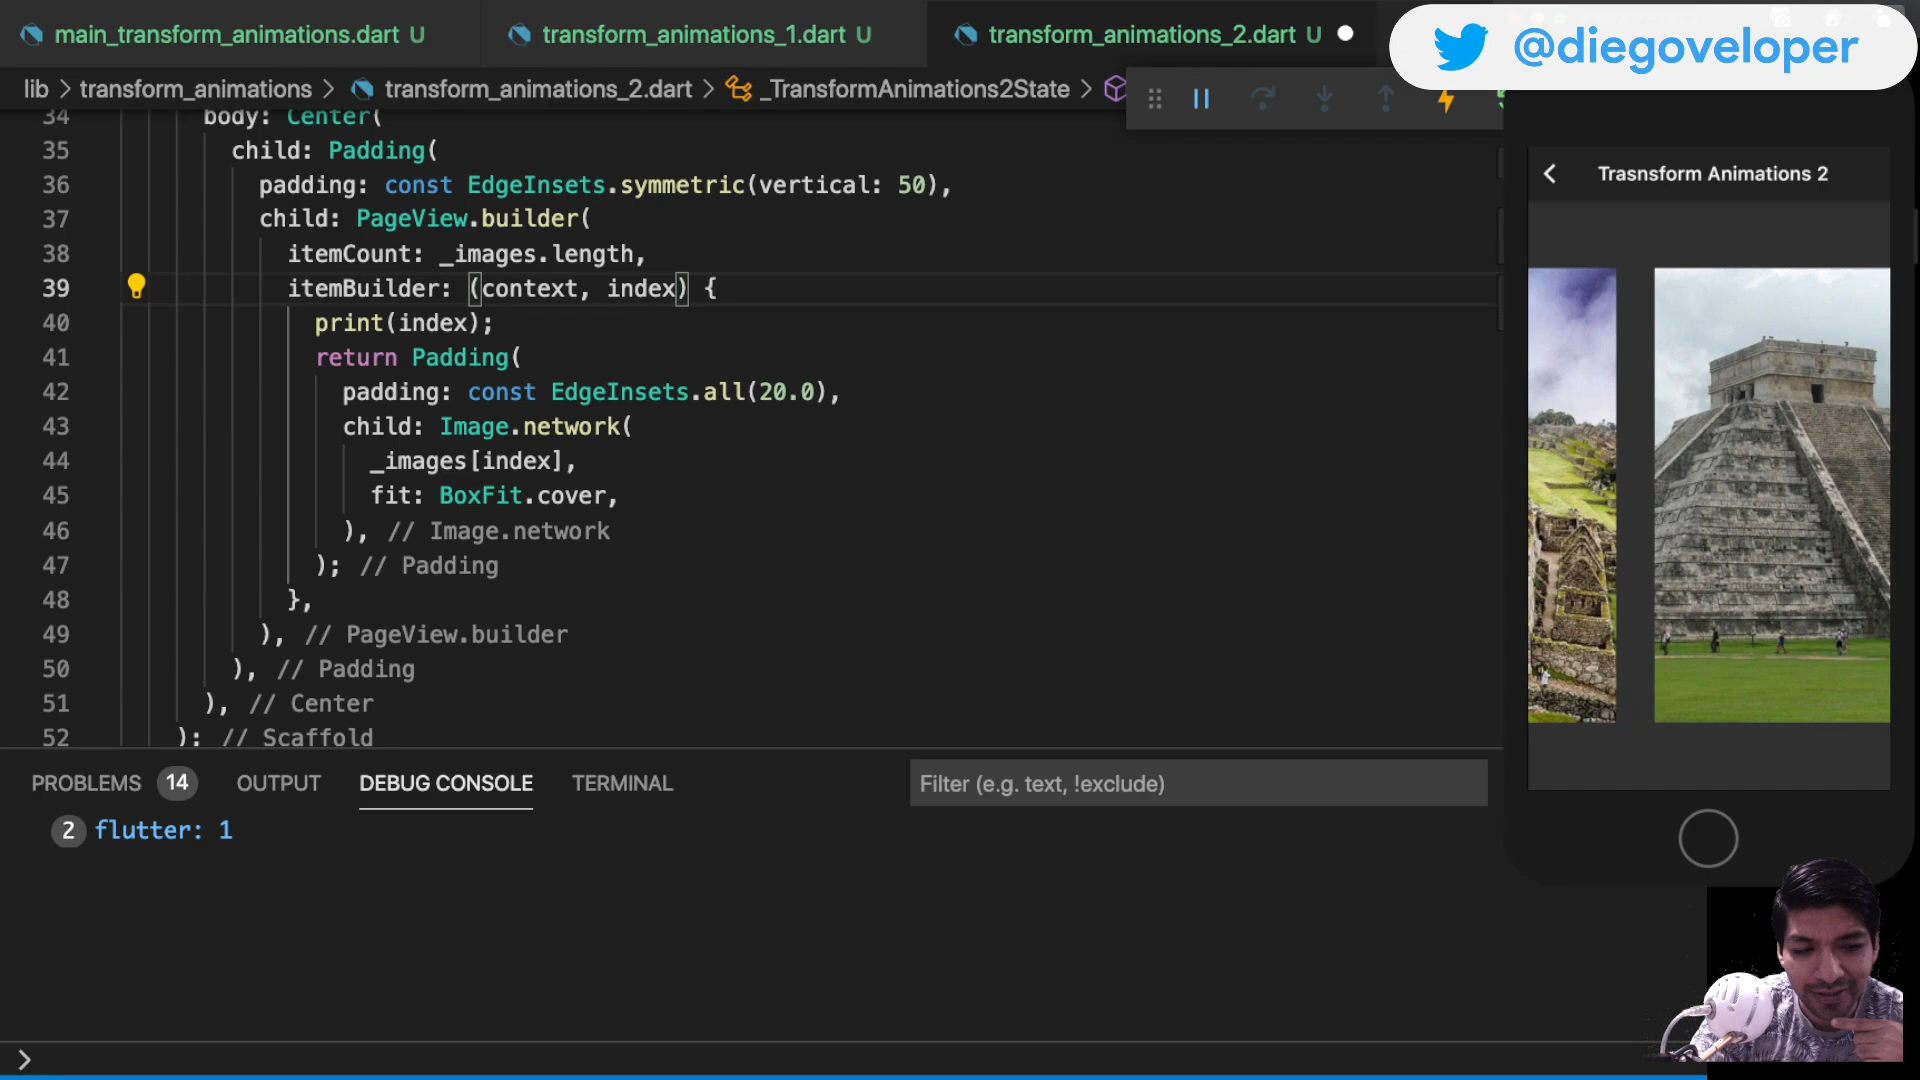 main_transform_animations.dart U
transform_animations_1.dart U
transform_animations_2.dart U
@diegoveloper
lib > transform_animations > transform_animations_2.dart > _TransformAnimations2State >
34 body: Center(
35 child: Padding(
36 padding: const EdgeInsets.symmetric(vertical: 50),
37 child: PageView.builder(
38 itemCount: _images.length,
39 itemBuilder: (context, index) {
40 print(index);
41 return Padding(
42 padding: const EdgeInsets.all(20.0),
43 child: Image.network(
44 _images[index],
45 fit: BoxFit.cover,
46 ), // Image.network
47 ); // Padding
48 },
49 ), // PageView.builder
50 ), // Padding
51 ), // Center
52 ); // Scaffold
Trasnsform Animations 2
PROBLEMS 14 OUTPUT DEBUG CONSOLE TERMINAL
Filter (e.g. text, !exclude)
2 flutter: 1
>